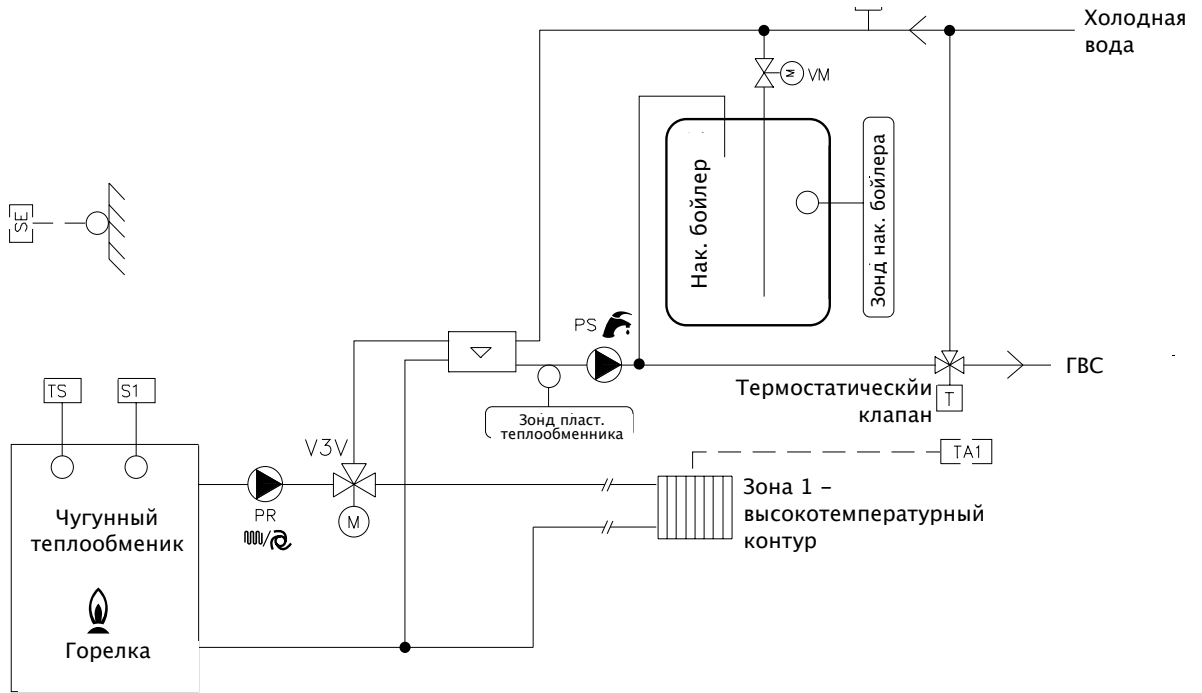 Холодная
вода
M
VM
Нак. бойлер
Зонд нак. бойлера
SE
PS
ГВС
Термостатичеcкйи
клапан
T
Зонд пласт.
теплообменника
TS
S1
V3V
TA1
PR
M
Зона 1 –
высокотемпературный
контур
Чугунный
теплообменик
Горелка